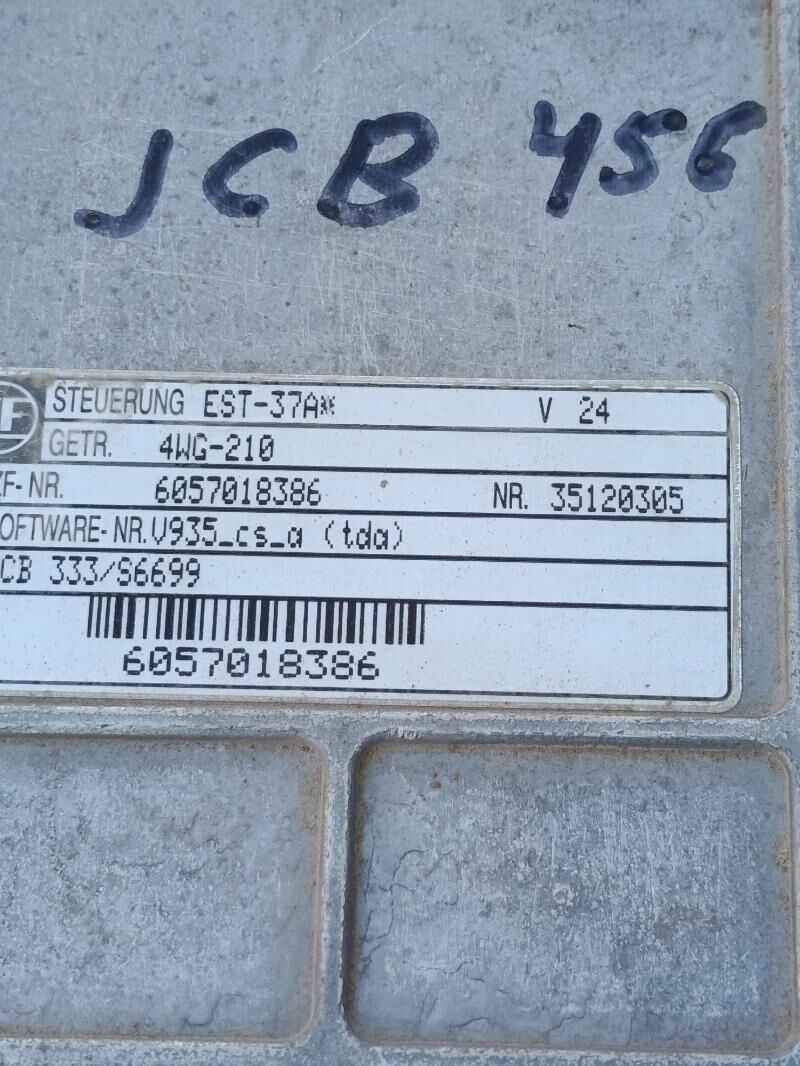 JCB 456
STEUERUNG EST-37A V 24
GETR. 4WG-210
ZF-NR. 6057018386 NR. 35120305
OFTWARE-NR. V935_cs_a (tda)
CB 333/S6699
6057018386